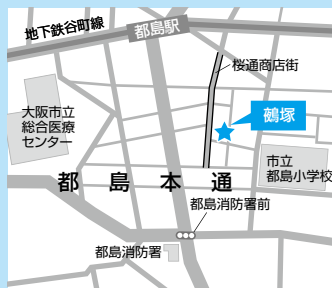 地下鉄谷町線
都島駅
桜通商店街
鵺塚
大阪市立
総合医療
センター
市立
都島小学校
都島本通
都島消防署前
都島消防署